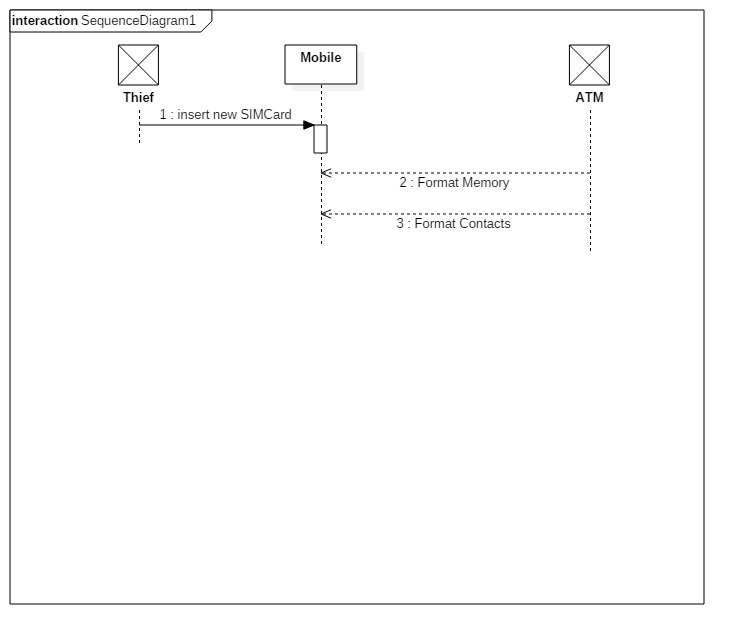 interaction SequenceDiagram1
Mobile
Thief
ATM
1 : insert new SIMCard
2 : Format Memory
3 : Format Contacts